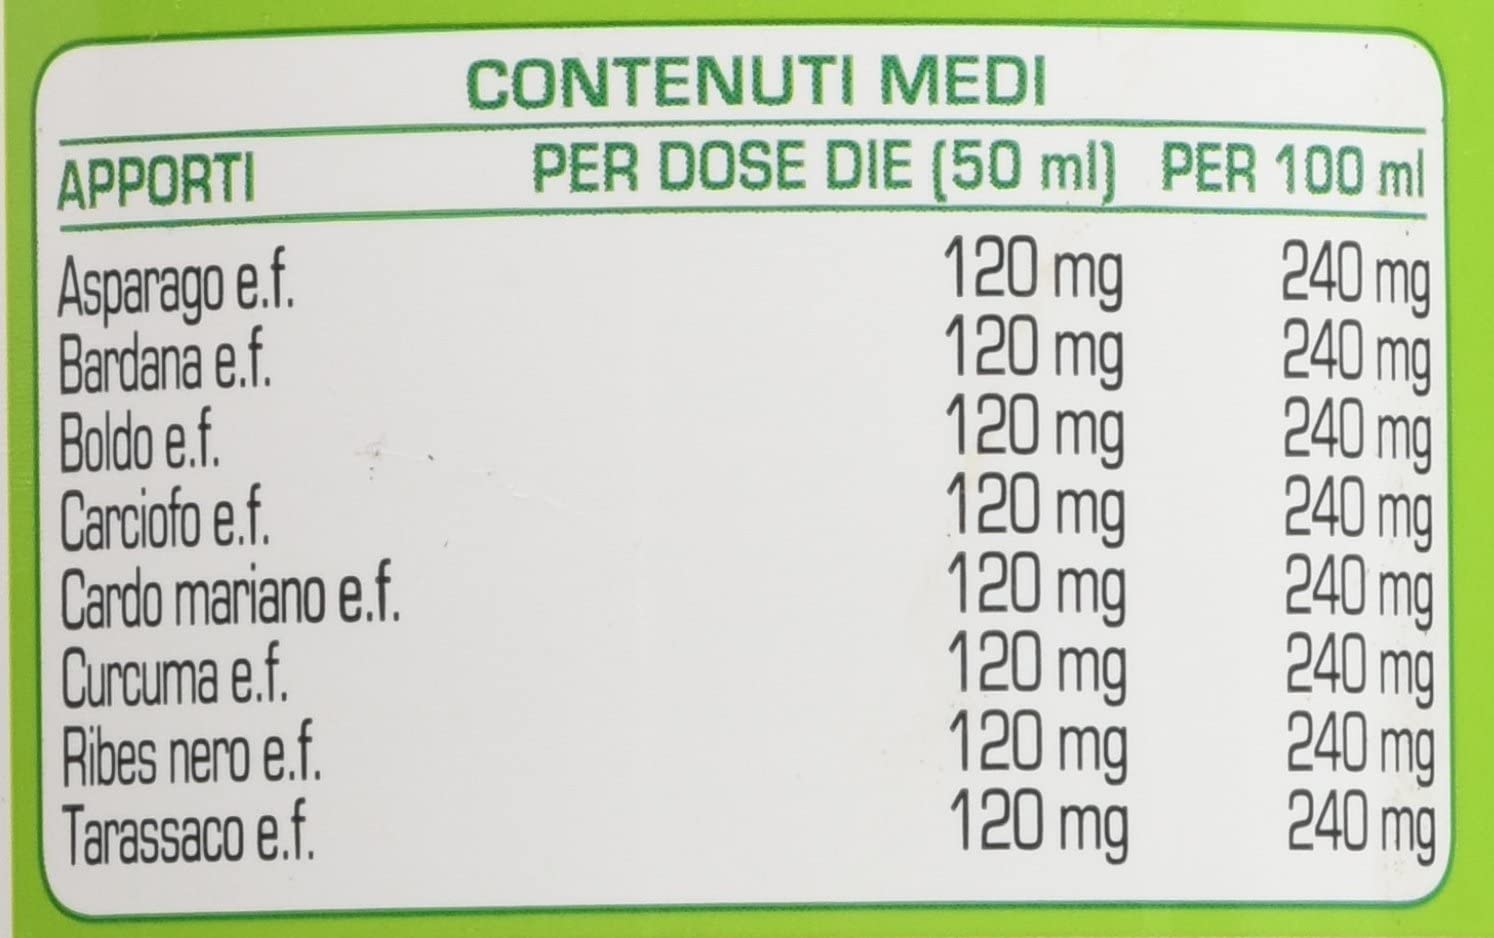 CONTENUTI MEDI
APPORTI PER DOSE DIE (50 ml) PER 100 ml
Asparago e.f. 120 mg 240 mg
Bardana e.f. 120 mg 240 mg
Boldo e.f. 120 mg 240 mg
Carciofo e.f. 120 mg 240 mg
Cardo mariano e.f. 120 mg 240 mg
Curcuma e.f. 120 mg 240 mg
Ribes nero e.f. 120 mg 240 mg
Tarassaco e.f. 120 mg 240 mg